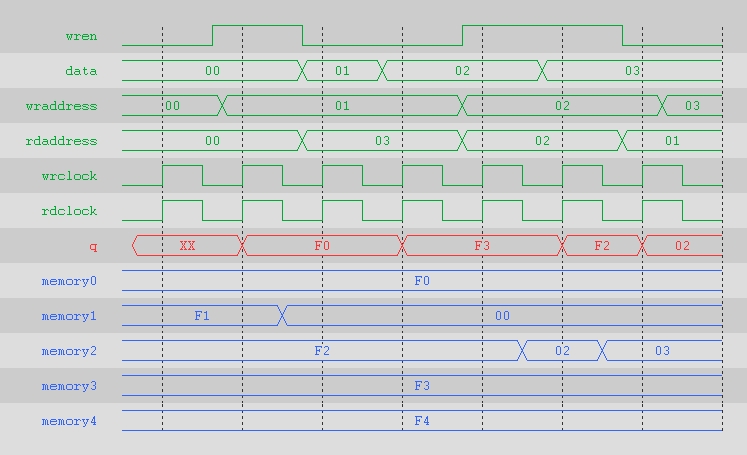 wren
data 00 01 02 03
wraddress 00 01 02 03
rdaddress 00 03 02 01
wrclock
rdclock
q XX F0 F3 F2 02
memory0 F0
memory1 F1 00
memory2 F2 02 03
memory3 F3
memory4 F4